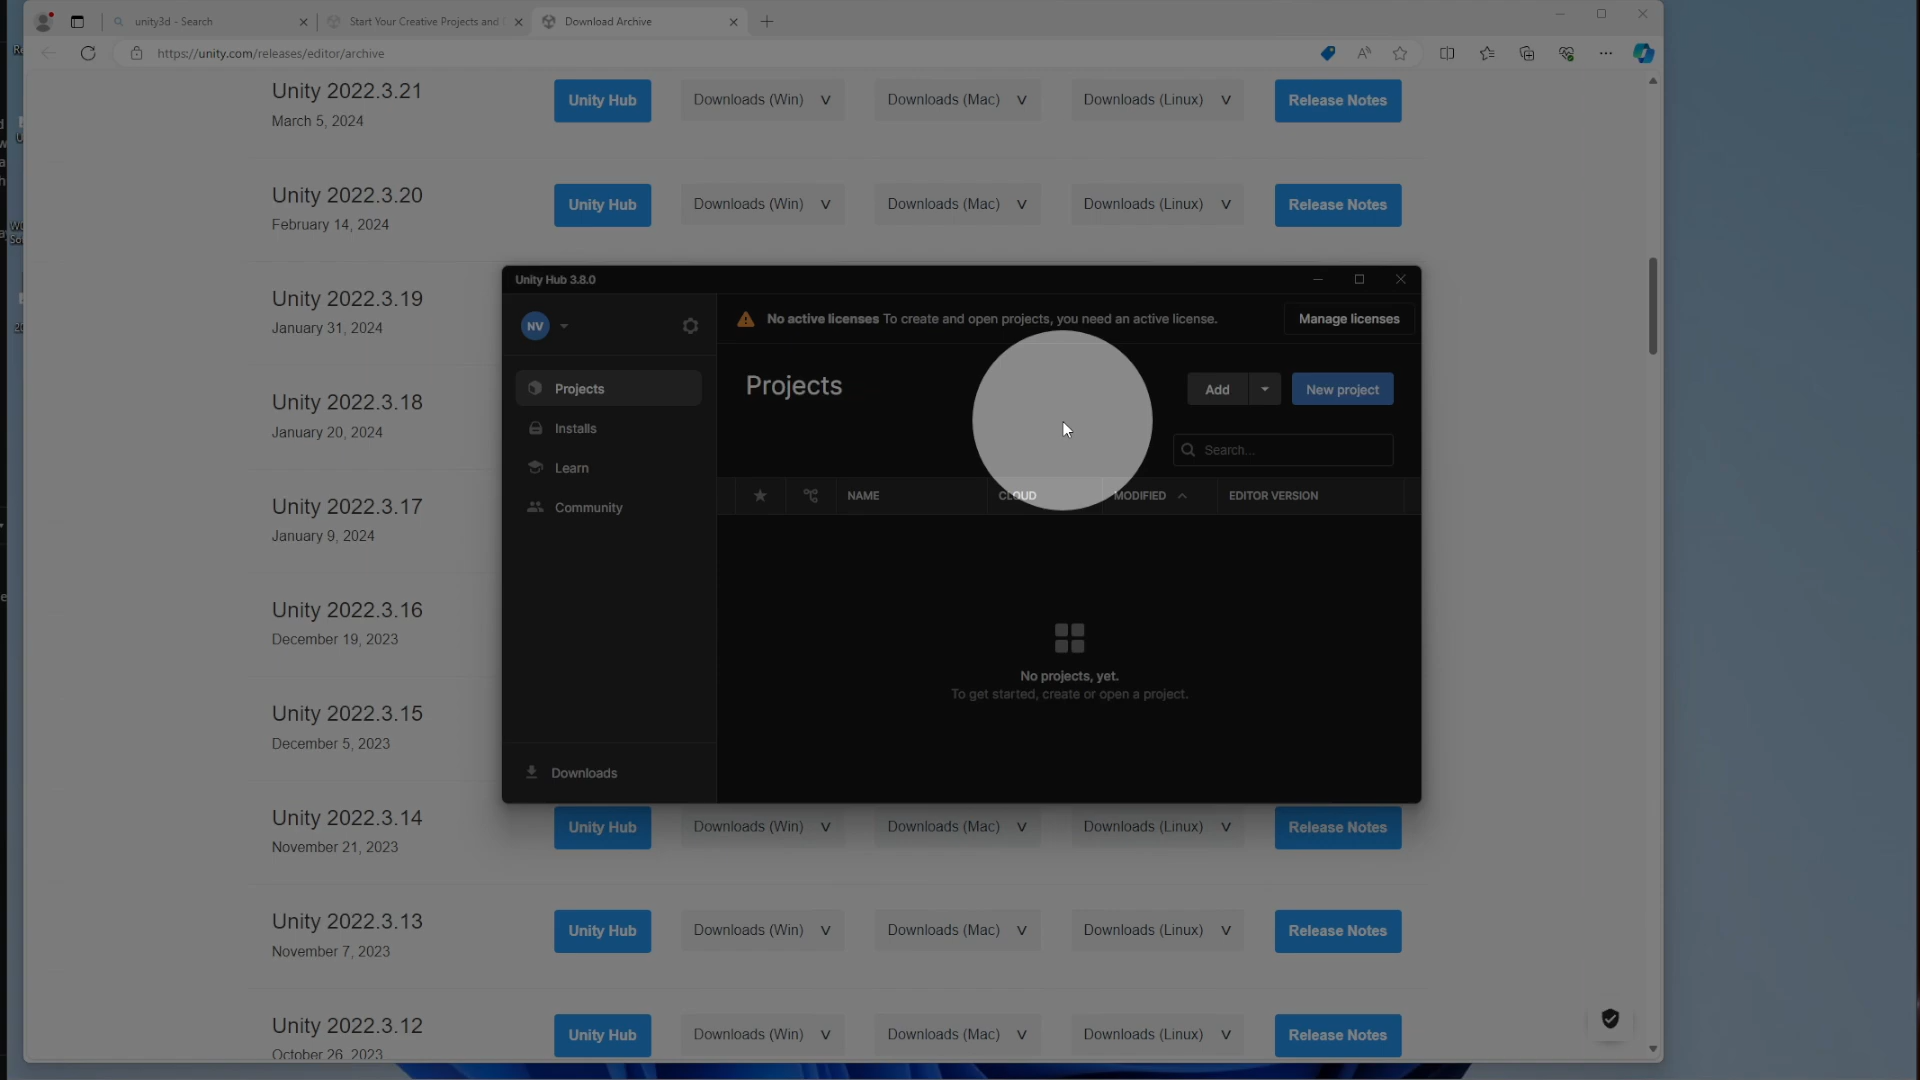 unity3d - Search
Start Your Creative Projects and
Download Archive
https://unity.com/releases/editor/archive
Unity 2022.3.21
March 5, 2024
Unity Hub
Downloads (Win)
Downloads (Mac)
Downloads (Linux)
Release Notes
Unity 2022.3.20
February 14, 2024
Unity Hub
Downloads (Win)
Downloads (Mac)
Downloads (Linux)
Release Notes
Unity 2022.3.19
January 31, 2024
Unity 2022.3.18
January 20, 2024
Unity 2022.3.17
January 9, 2024
Unity 2022.3.16
December 19, 2023
Unity 2022.3.15
December 5, 2023
Unity Hub 3.8.0
NV
No active licenses To create and open projects, you need an active license.
Manage licenses
Projects
Installs
Learn
Community
Downloads
Projects
Add
New project
Search...
NAME
CLOUD
MODIFIED
EDITOR VERSION
No projects, yet.
To get started, create or open a project.
Unity 2022.3.14
November 21, 2023
Unity Hub
Downloads (Win)
Downloads (Mac)
Downloads (Linux)
Release Notes
Unity 2022.3.13
November 7, 2023
Unity Hub
Downloads (Win)
Downloads (Mac)
Downloads (Linux)
Release Notes
Unity 2022.3.12
October 26, 2023
Unity Hub
Downloads (Win)
Downloads (Mac)
Downloads (Linux)
Release Notes